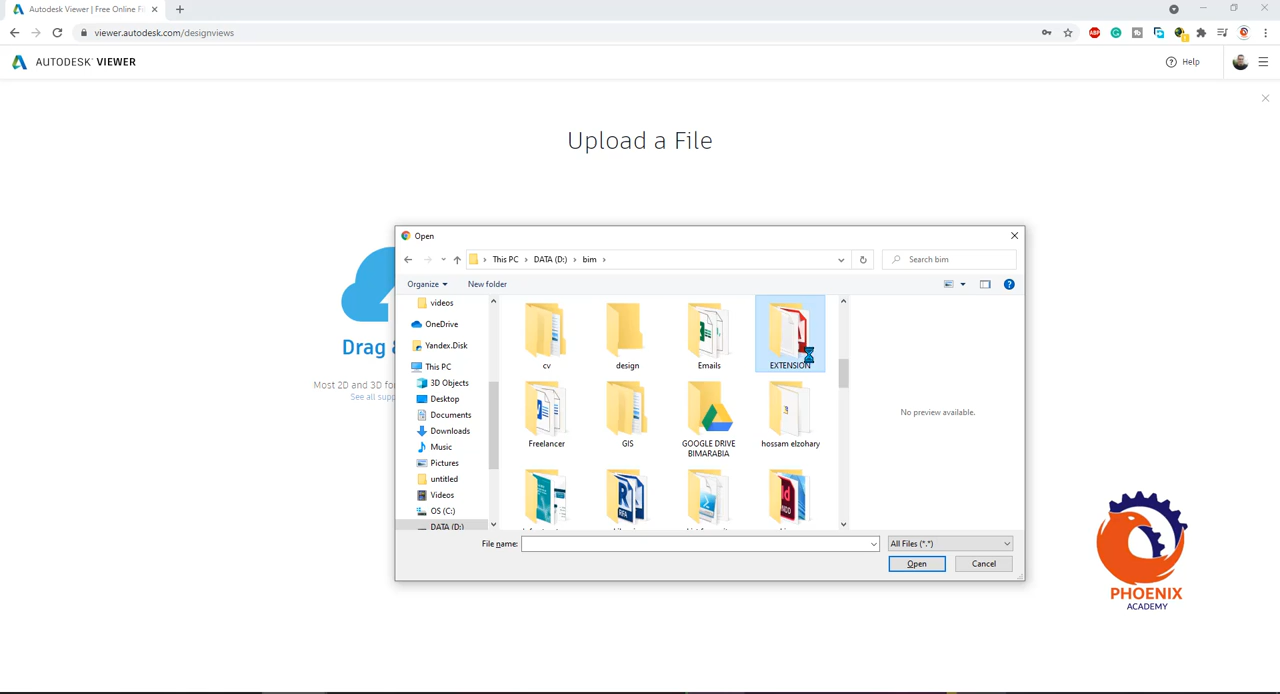 Autodesk Viewer | Free Online Fi
viewer.autodesk.com/designviews
ABP
AUTODESK VIEWER
Help
Upload a File
Drag &
Most 2D and 3D fo
See all supp
Open
This PC > DATA (D:) > bim >
Search bim
Organize
New folder
videos
OneDrive
Yandex.Disk
This PC
3D Objects
Desktop
Documents
Downloads
Music
Pictures
untitled
Videos
OS (C:)
DATA (D:)
cv
design
Emails
EXTENSION
Freelancer
GIS
GOOGLE DRIVE
BIMARABIA
hossam elzohary
RFA
No preview available.
File name:
All Files (*.*)
Open
Cancel
PHOENIX
ACADEMY